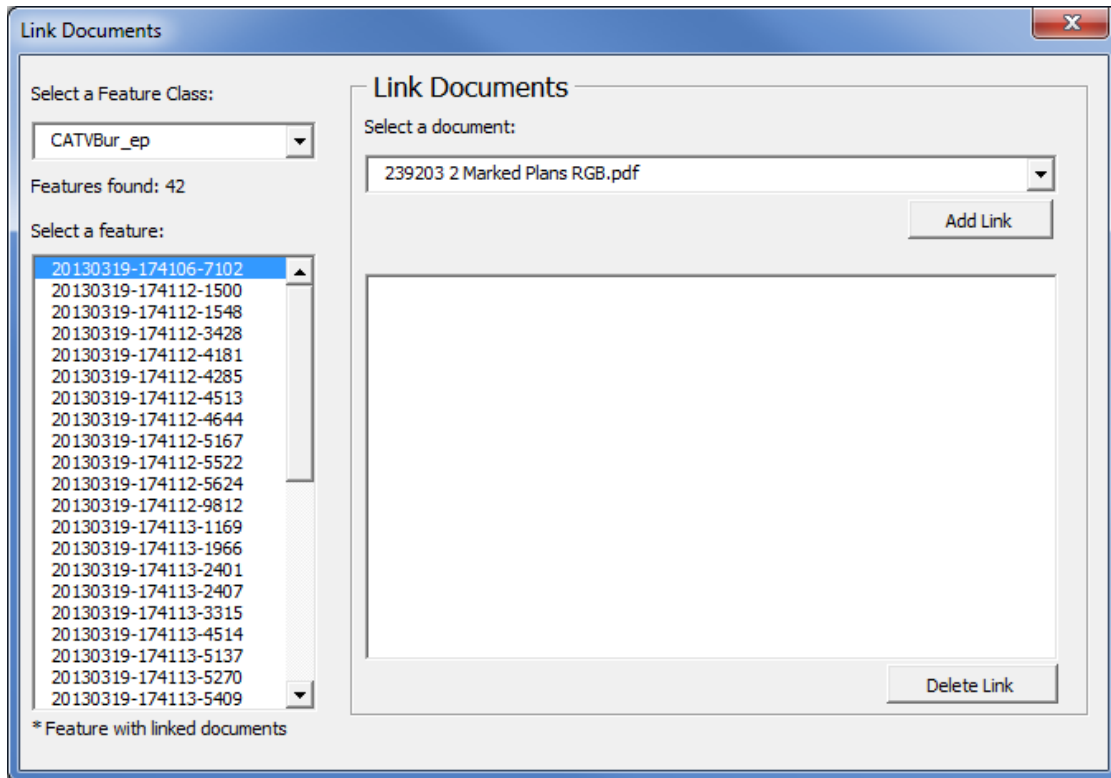 Link Documents
Select a Feature Class:
CATVBur_ep
Features found: 42
Select a feature:
20130319-174106-7102
20130319-174112-1500
20130319-174112-1548
20130319-174112-3428
20130319-174112-4181
20130319-174112-4285
20130319-174112-4513
20130319-174112-4644
20130319-174112-5167
20130319-174112-5522
20130319-174112-5624
20130319-174112-9812
20130319-174113-1169
20130319-174113-1966
20130319-174113-2401
20130319-174113-2407
20130319-174113-3315
20130319-174113-4514
20130319-174113-5137
20130319-174113-5270
20130319-174113-5409
* Feature with linked documents
Link Documents
Select a document:
239203 2 Marked Plans RGB.pdf
Add Link
Delete Link